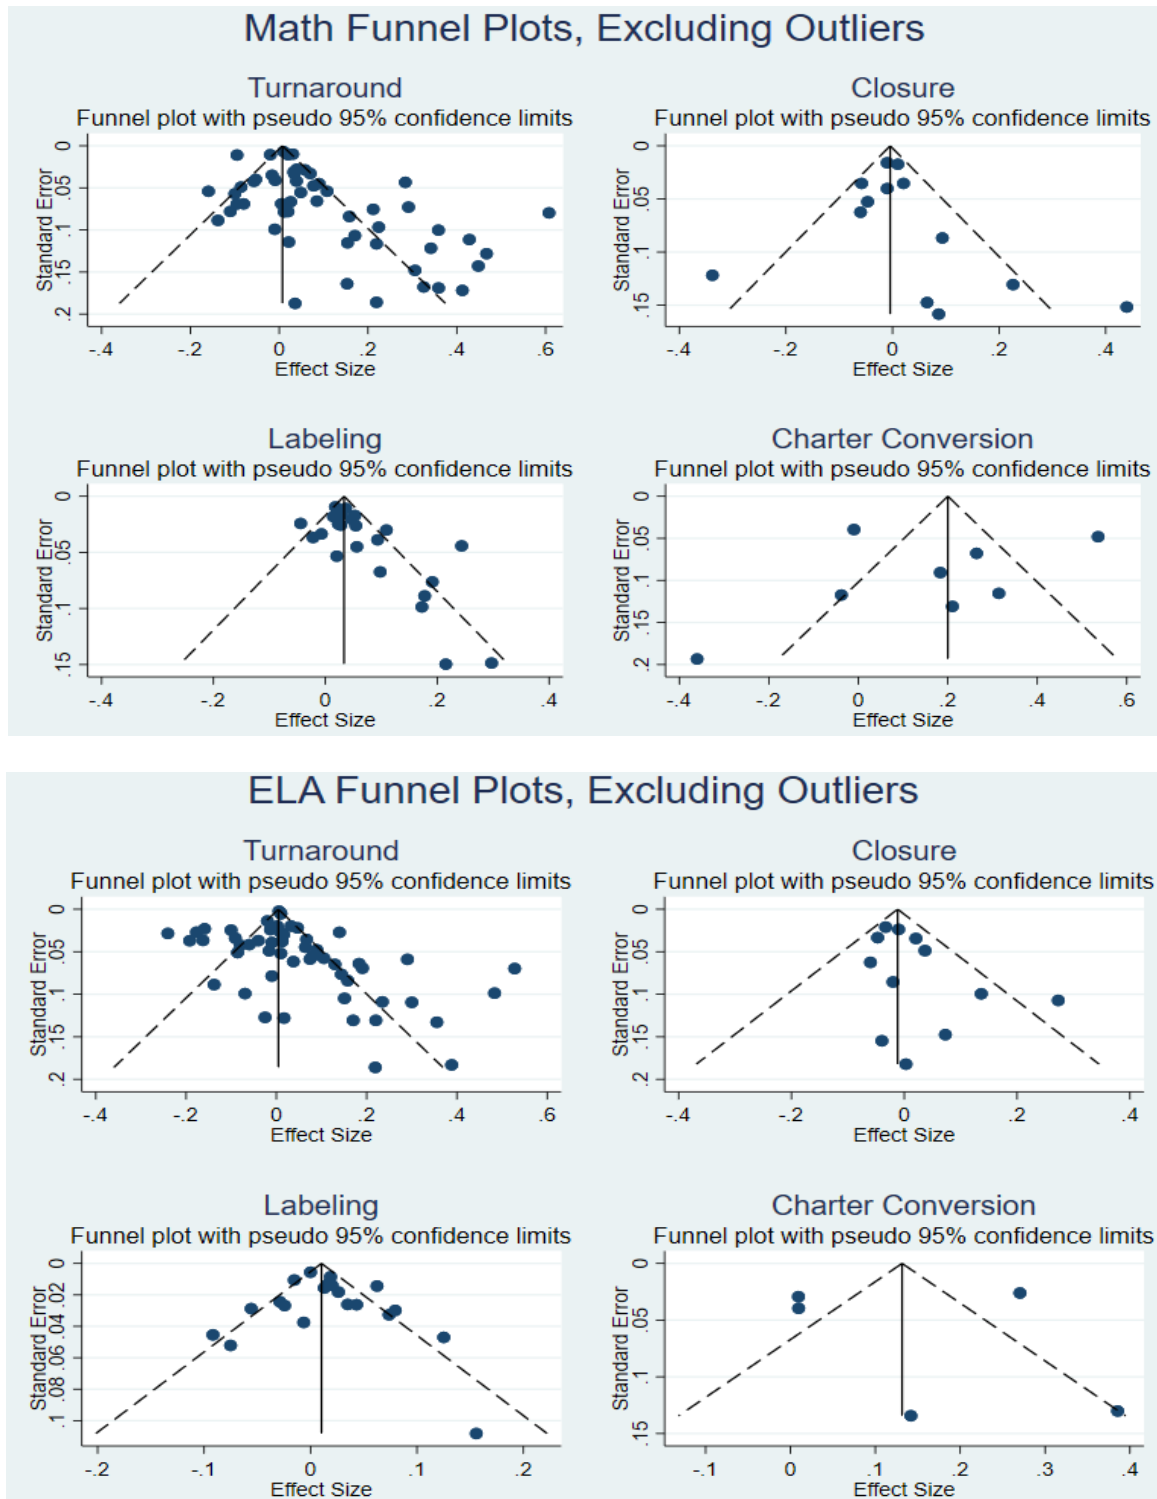 Math Funnel Plots, Excluding Outliers
Turnaround
Funnel plot with pseudo 95% confidence limits
0
.05
.1
.15
.2
Standard Error
-.4 -.2 0 .2 .4 .6
Effect Size
Closure
Funnel plot with pseudo 95% confidence limits
0
.05
.1
.15
Standard Error
-.4 -.2 0 .2 .4
Effect Size
Labeling
Funnel plot with pseudo 95% confidence limits
0
.05
.1
.15
Standard Error
-.4 -.2 0 .2 .4
Effect Size
Charter Conversion
Funnel plot with pseudo 95% confidence limits
0
.05
.1
.15
.2
Standard Error
-.4 -.2 0 .2 .4 .6
Effect Size
ELA Funnel Plots, Excluding Outliers
Turnaround
Funnel plot with pseudo 95% confidence limits
0
.05
.1
.15
.2
Standard Error
-.4 -.2 0 .2 .4 .6
Effect Size
Closure
Funnel plot with pseudo 95% confidence limits
0
.05
.1
.15
.2
Standard Error
-.4 -.2 0 .2 .4
Effect Size
Labeling
Funnel plot with pseudo 95% confidence limits
0
.02
.04
.06
.08
.1
Standard Error
-.2 -.1 0 .1 .2
Effect Size
Charter Conversion
Funnel plot with pseudo 95% confidence limits
0
.05
.1
.15
Standard Error
-.1 0 .1 .2 .3 .4
Effect Size